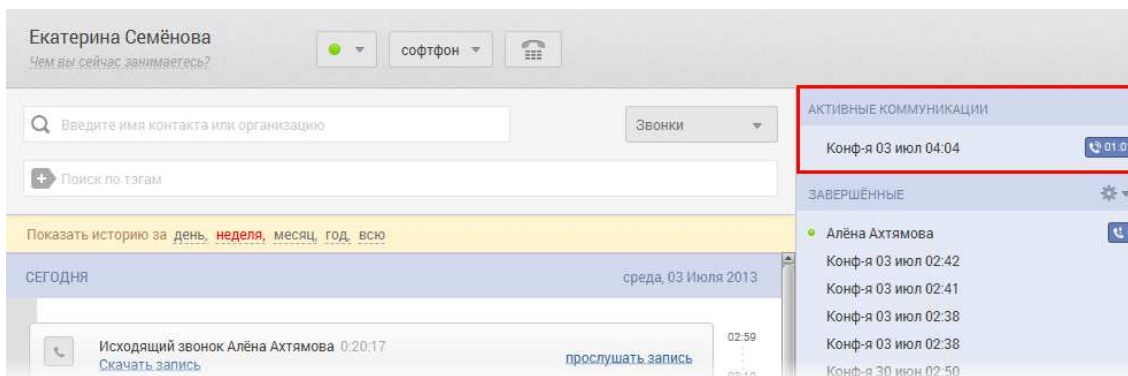 Екатерина Семёнова
Чем вы сейчас занимаетесь?
софтфон
Введите имя контакта или организацию
Звонки
Поиск по тэгам
Показать историю за день, неделя, месяц, год, всю
СЕГОДНЯ
среда, 03 Июля 2013
Исходящий звонок Алёна Ахтямова 0:20:17
Скачать запись
прослушать запись
02:59
АКТИВНЫЕ КОММУНИКАЦИИ
Конф-я 03 июл 04:04
01:0
ЗАВЕРШЁННЫЕ
Алёна Ахтямова
Конф-я 03 июл 02:42
Конф-я 03 июл 02:41
Конф-я 03 июл 02:38
Конф-я 03 июл 02:38
Конф-я 30 июн 02:50